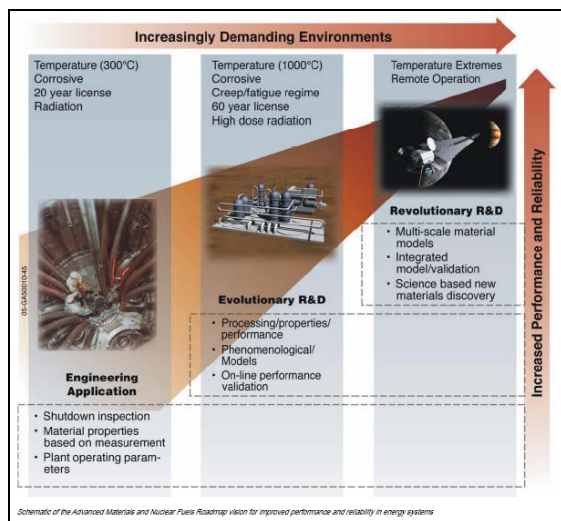 Increasingly Demanding Environments
Temperature (300°C)
Corrosive
20 year license
Radiation
Temperature (1000°C)
Corrosive
Creep/fatigue regime
60 year license
High dose radiation
Temperature Extremes
Remote Operation
Increased Performance and Reliability
Revolutionary R&D
• Multi-scale material
models
• Integrated
model/validation
• Science based new
materials discovery
Evolutionary R&D
• Processing/properties/
performance
• Phenomenological/
Models
• On-line performance
validation
05-GA50010-45
Engineering
Application
• Shutdown inspection
• Material properties
based on measurement
• Plant operating param-
eters
Schematic of the Advanced Materials and Nuclear Fuels Roadmap vision for improved performance and reliability in energy systems